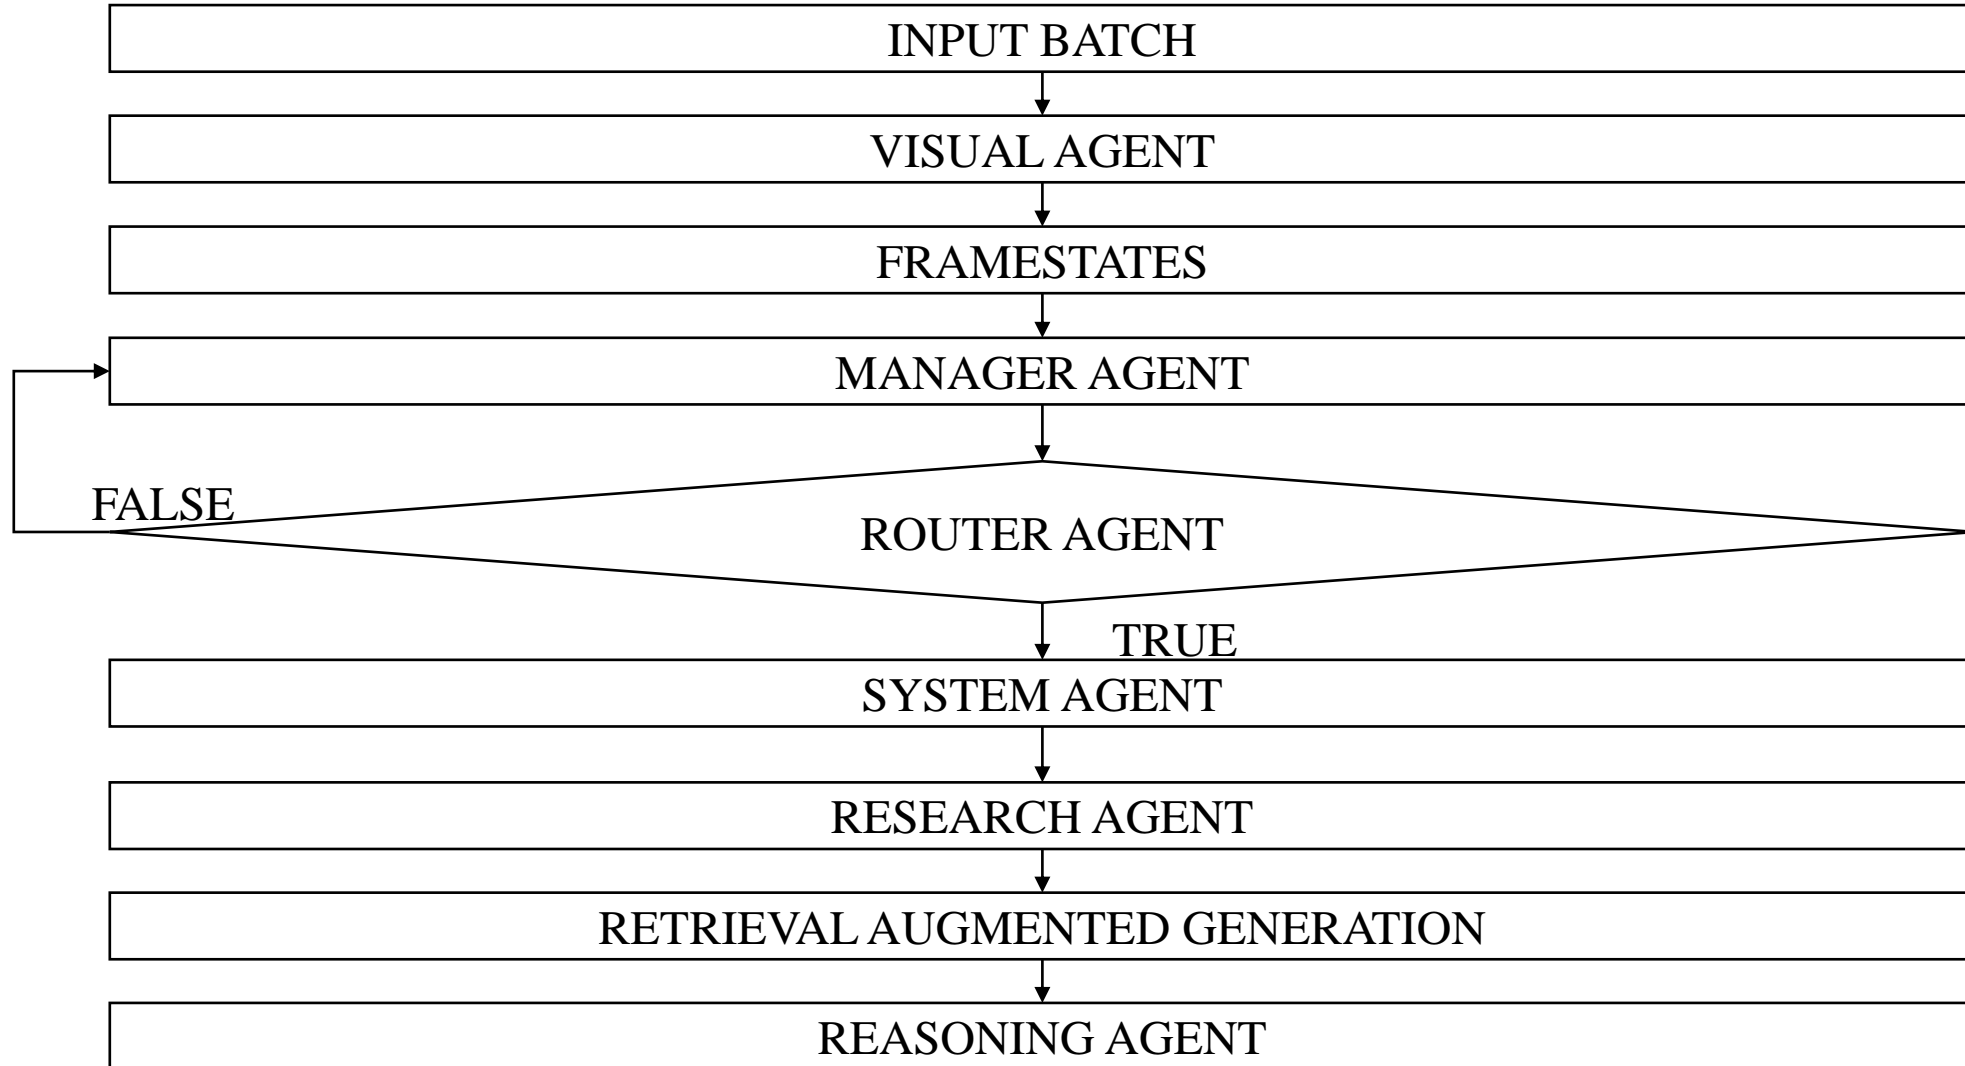 INPUT BATCH
VISUAL AGENT
FRAMESTATES
MANAGER AGENT
FALSE
ROUTER AGENT
TRUE
SYSTEM AGENT
RESEARCH AGENT
RETRIEVAL AUGMENTED GENERATION
REASONING AGENT